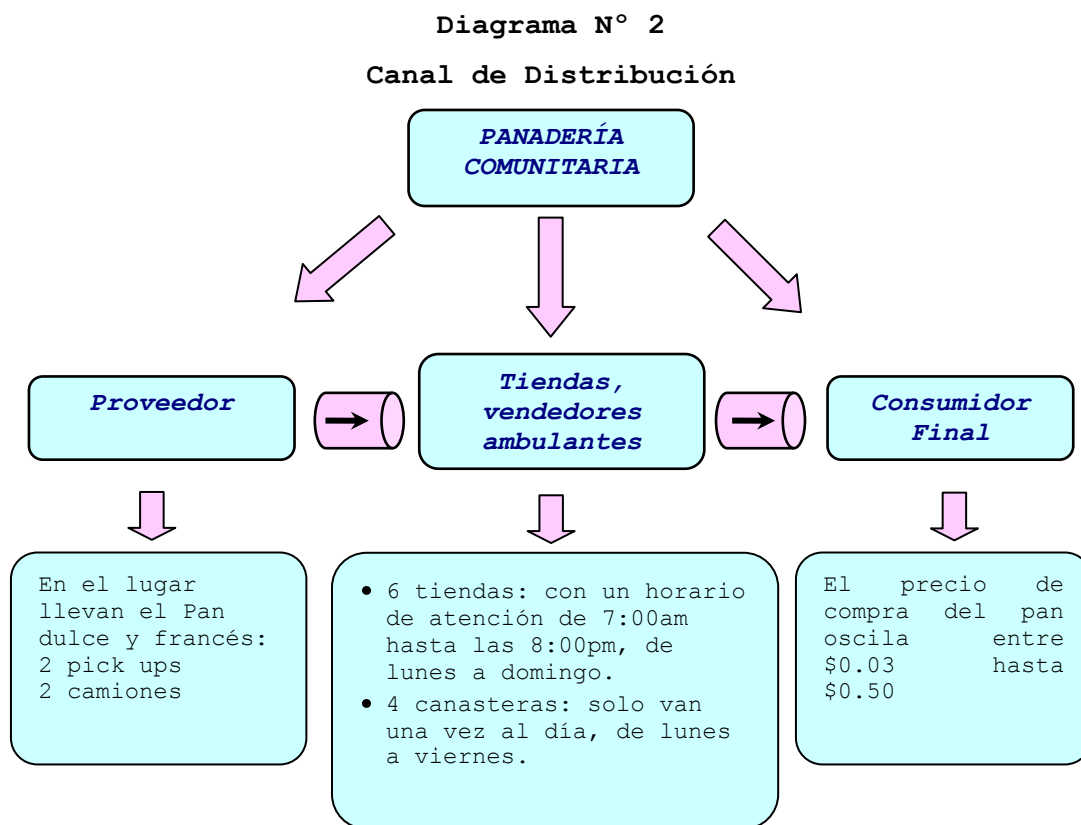 Diagrama N° 2
Canal de Distribución
PANADERÍA
COMUNITARIA
Proveedor
Tiendas,
vendedores
ambulantes
Consumidor
Final
En el lugar
llevan el Pan
dulce y francés:
2 pick ups
2 camiones
• 6 tiendas: con un horario
de atención de 7:00am
hasta las 8:00pm, de
lunes a domingo.
• 4 canasteras: solo van
una vez al día, de lunes
a viernes.
El precio de
compra del pan
oscila entre
$0.03 hasta
$0.50